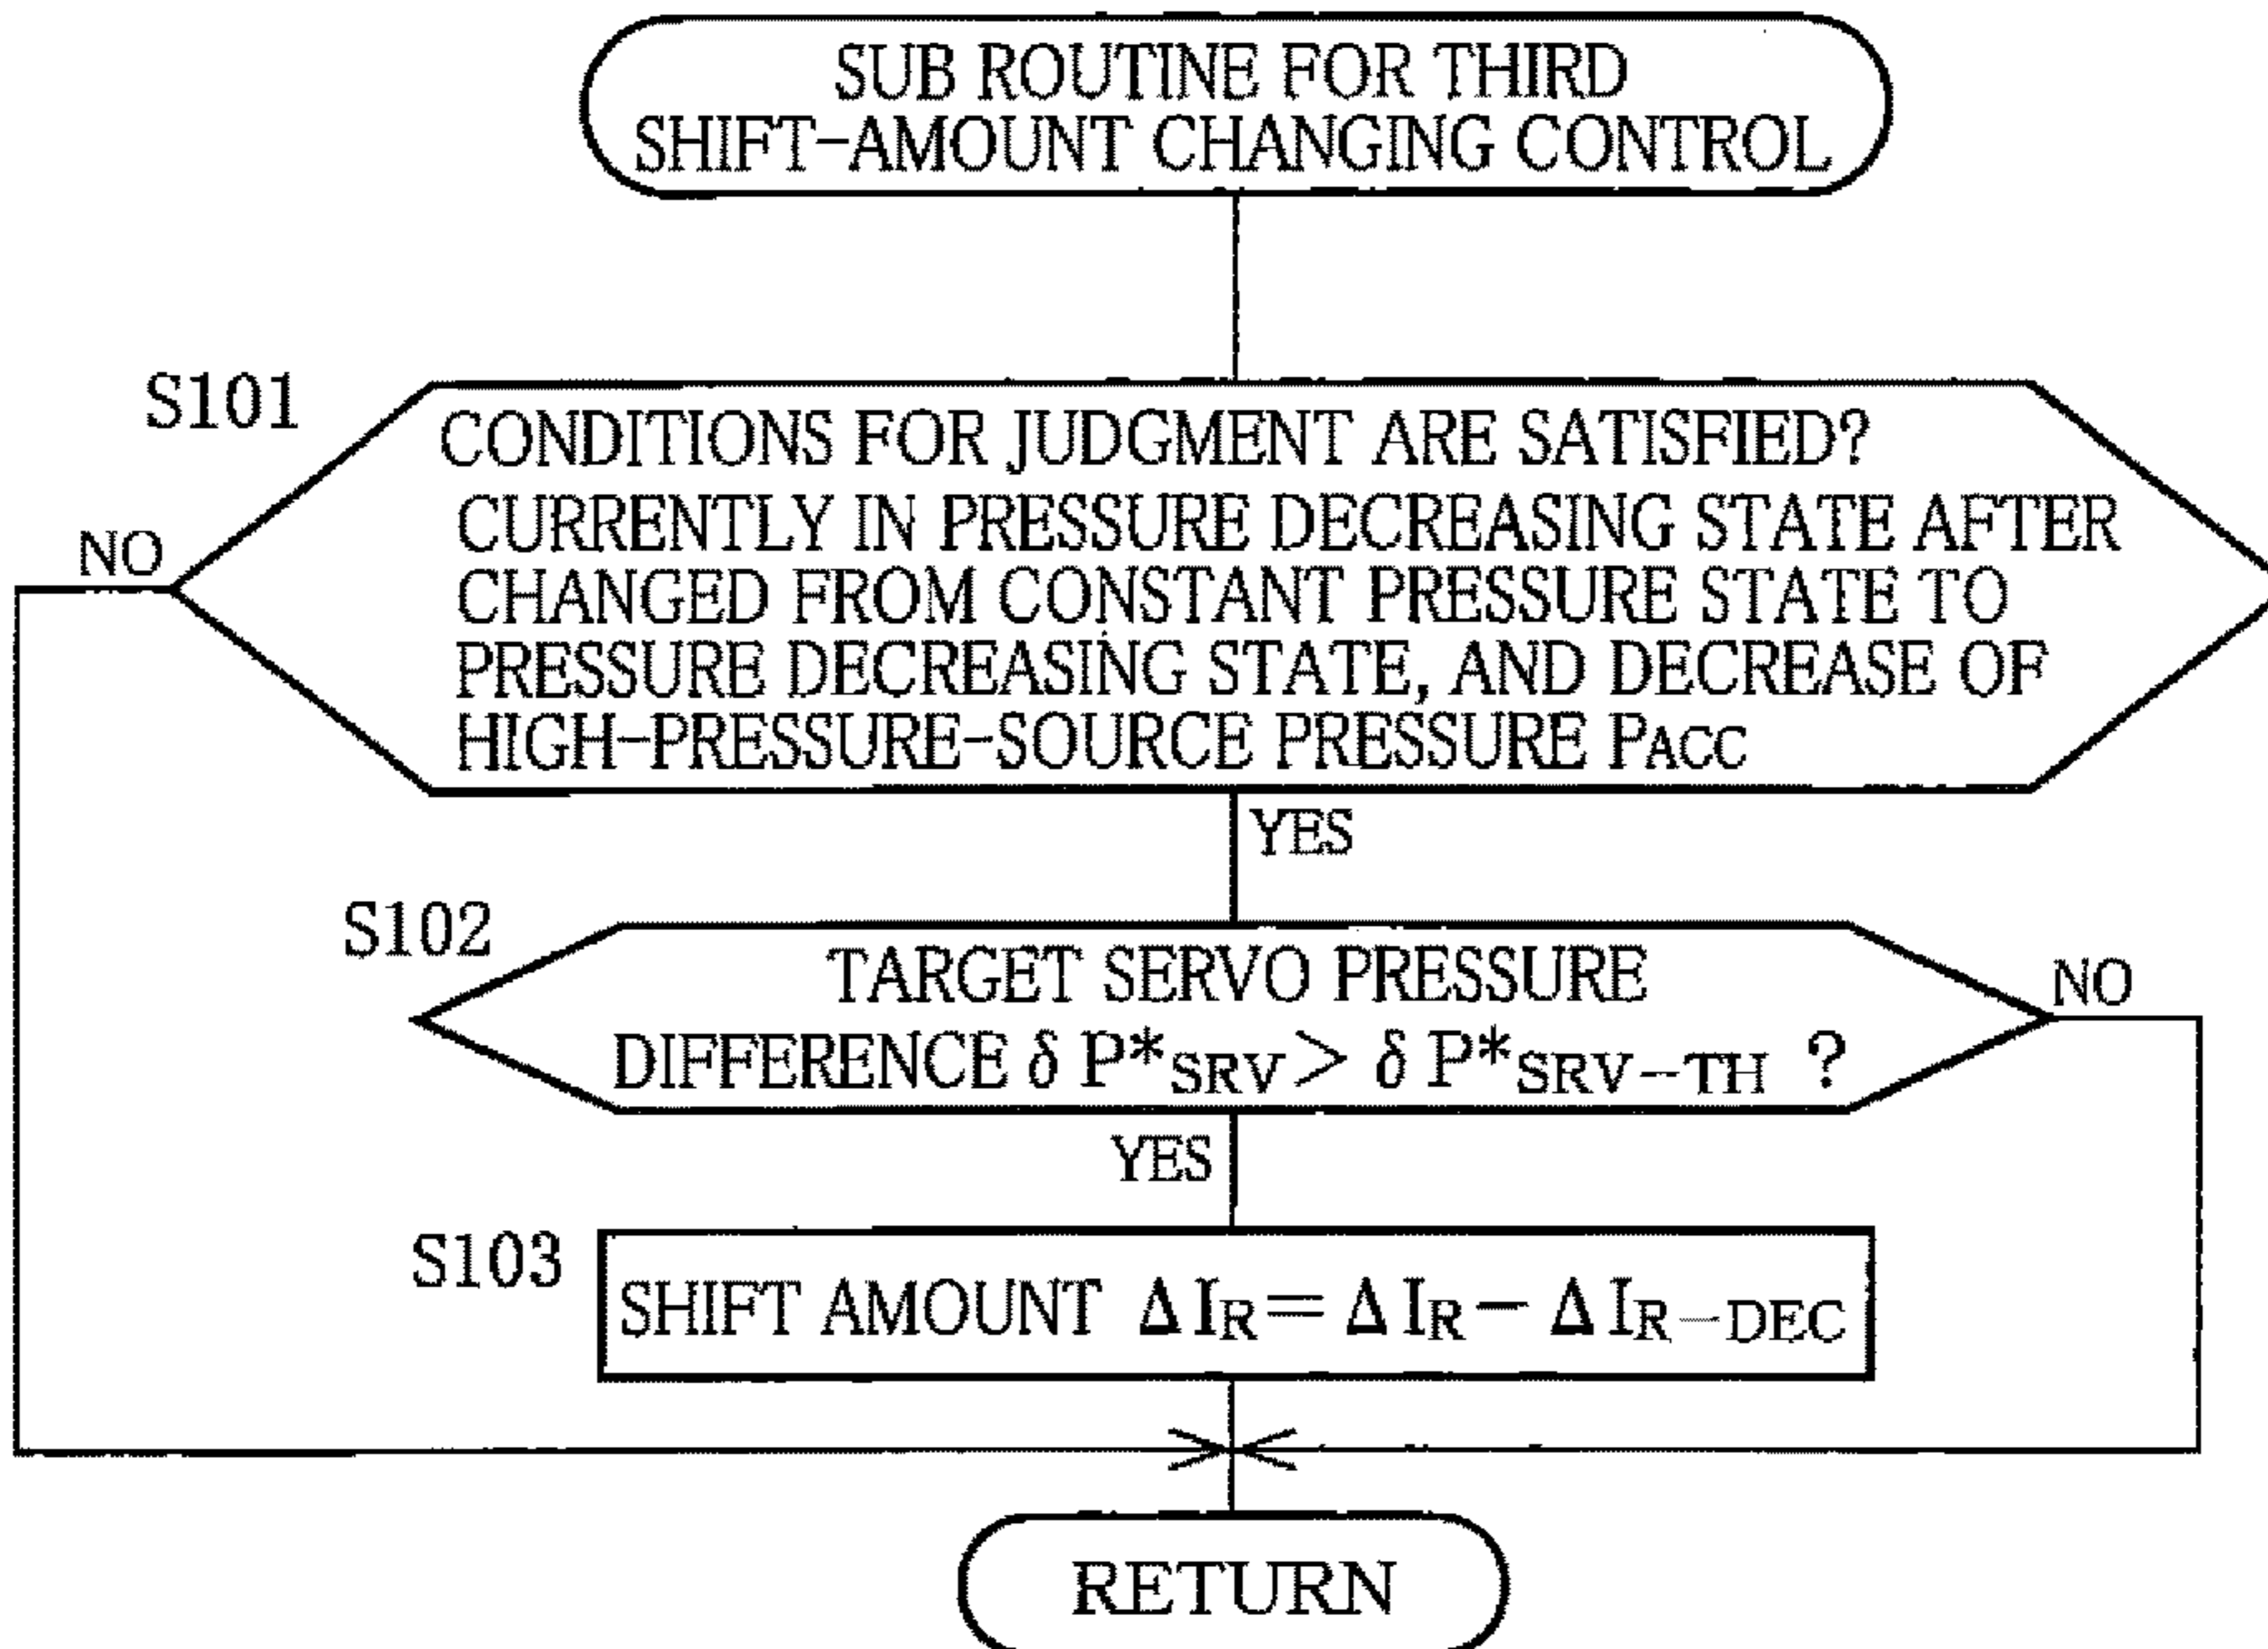 SUB ROUTINE FOR THIRD
SHIFT-AMOUNT CHANGING CONTROL
S101
CONDITIONS FOR JUDGMENT ARE SATISFIED?
CURRENTLY IN PRESSURE DECREASING STATE AFTER
CHANGED FROM CONSTANT PRESSURE STATE TO
PRESSURE DECREASING STATE, AND DECREASE OF
HIGH-PRESSURE-SOURCE PRESSURE PACC
NO
YES
S102
TARGET SERVO PRESSURE
DIFFERENCE δ P*SRV > δ P*SRV-TH ?
NO
YES
S103
SHIFT AMOUNT ΔIR = ΔIR - ΔIR-DEC
RETURN